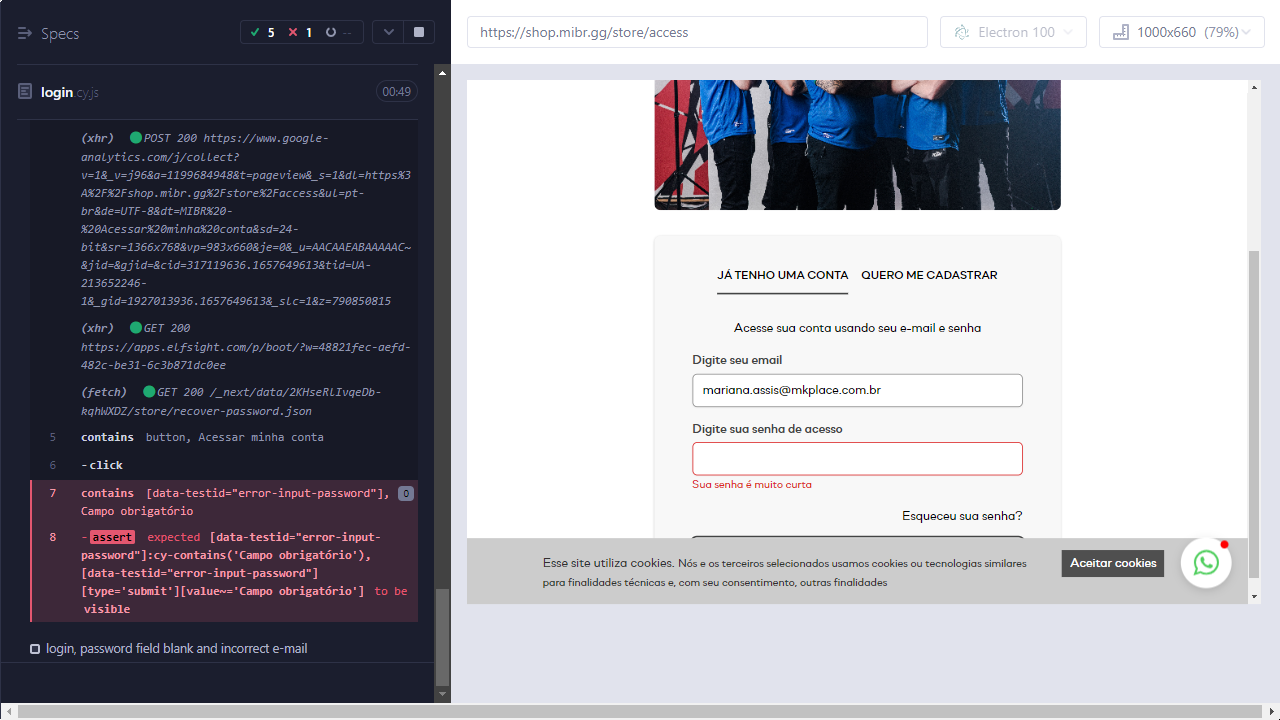 Specs
5
1
--
login.cy.js
00:49
(xhr) POST 200 https://www.google-
analytics.com/j/collect?
v=1&_v=j96&a=1199684948&t=pageview&_s=1&dl=https%3
A%2F%2Fshop.mibr.gg%2Fstore%2Faccess&ul=pt-
br&de=UTF-8&dt=MIBR%20-
%20Acessar%20minha%20conta&sd=24-
bit&sr=1366x768&vp=983x660&je=0&_u=AACAAEABAAAAAC~
&jid=&gjid=&cid=317119636.1657649613&tid=UA-
213652246-
1&_gid=1927013936.1657649613&_slc=1&z=790850815
(xhr) GET 200
https://apps.elfsight.com/p/boot/?w=48821fec-aefd-
482c-be31-6c3b871dc0ee
(fetch) GET 200 /_next/data/2KHseRlIvqeDb-
kqhWXDZ/store/recover-password.json
5 contains button, Acessar minha conta
6 -click
7 contains [data-testid="error-input-password"], 0
Campo obrigatório
8 -assert expected [data-testid="error-input-
password"]:cy-contains('Campo obrigatório'),
[data-testid="error-input-password"]
[type='submit'][value~='Campo obrigatório'] to be
visible
login, password field blank and incorrect e-mail
https://shop.mibr.gg/store/access
Electron 100
1000x660 (79%)
JÁ TENHO UMA CONTA QUERO ME CADASTRAR
Acesse sua conta usando seu e-mail e senha
Digite seu email
mariana.assis@mkplace.com.br
Digite sua senha de acesso
Sua senha é muito curta
Esqueceu sua senha?
Esse site utiliza cookies. Nós e os terceiros selecionados usamos cookies ou tecnologias similares
para finalidades técnicas e, com seu consentimento, outras finalidades
Aceitar cookies